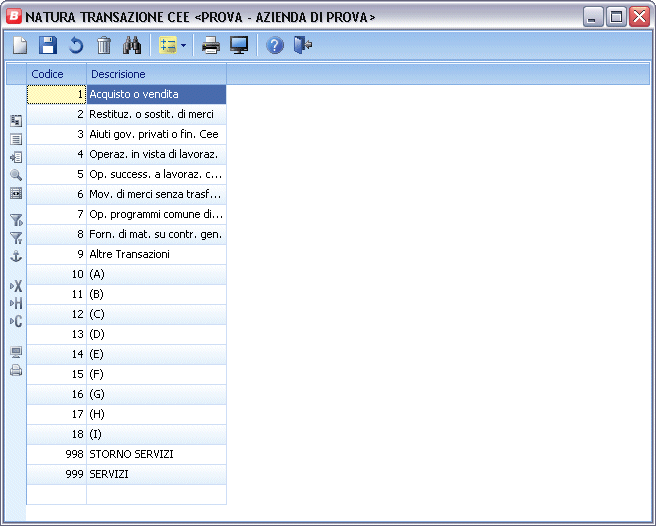 B NATURA TRANSAZIONE CEE <PROVA - AZIENDA DI PROVA>
Codice Descrisione
1 Acquisto o vendita
2 Restituz. o sostit. di merci
3 Aiuti gov. privati o fin. Cee
4 Operaz. in vista di lavoraz.
5 Op. success. a lavoraz. c...
6 Mov. di merci senza trasf...
7 Op. programmi comune di...
8 Forn. di mat. su contr. gen.
9 Altre Transazioni
10 (A)
11 (B)
12 (C)
13 (D)
14 (E)
15 (F)
16 (G)
17 (H)
18 (I)
998 STORNO SERVIZI
999 SERVIZI
X
H
C